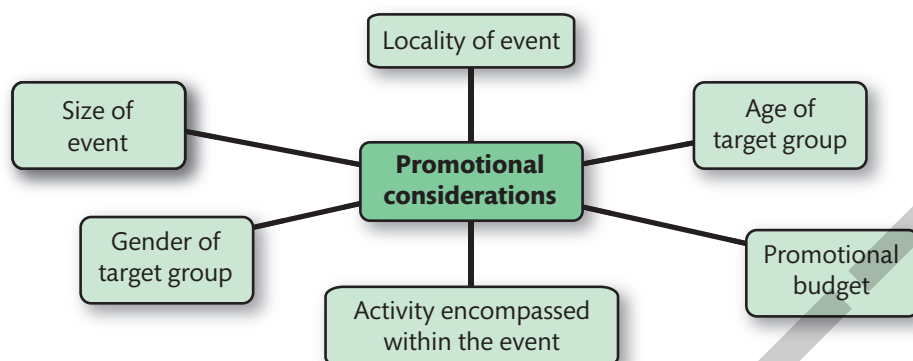 Locality of event
Size of
event
Age of
target group
Promotional
considerations
Gender of
target group
Promotional
budget
Activity encompassed
within the event